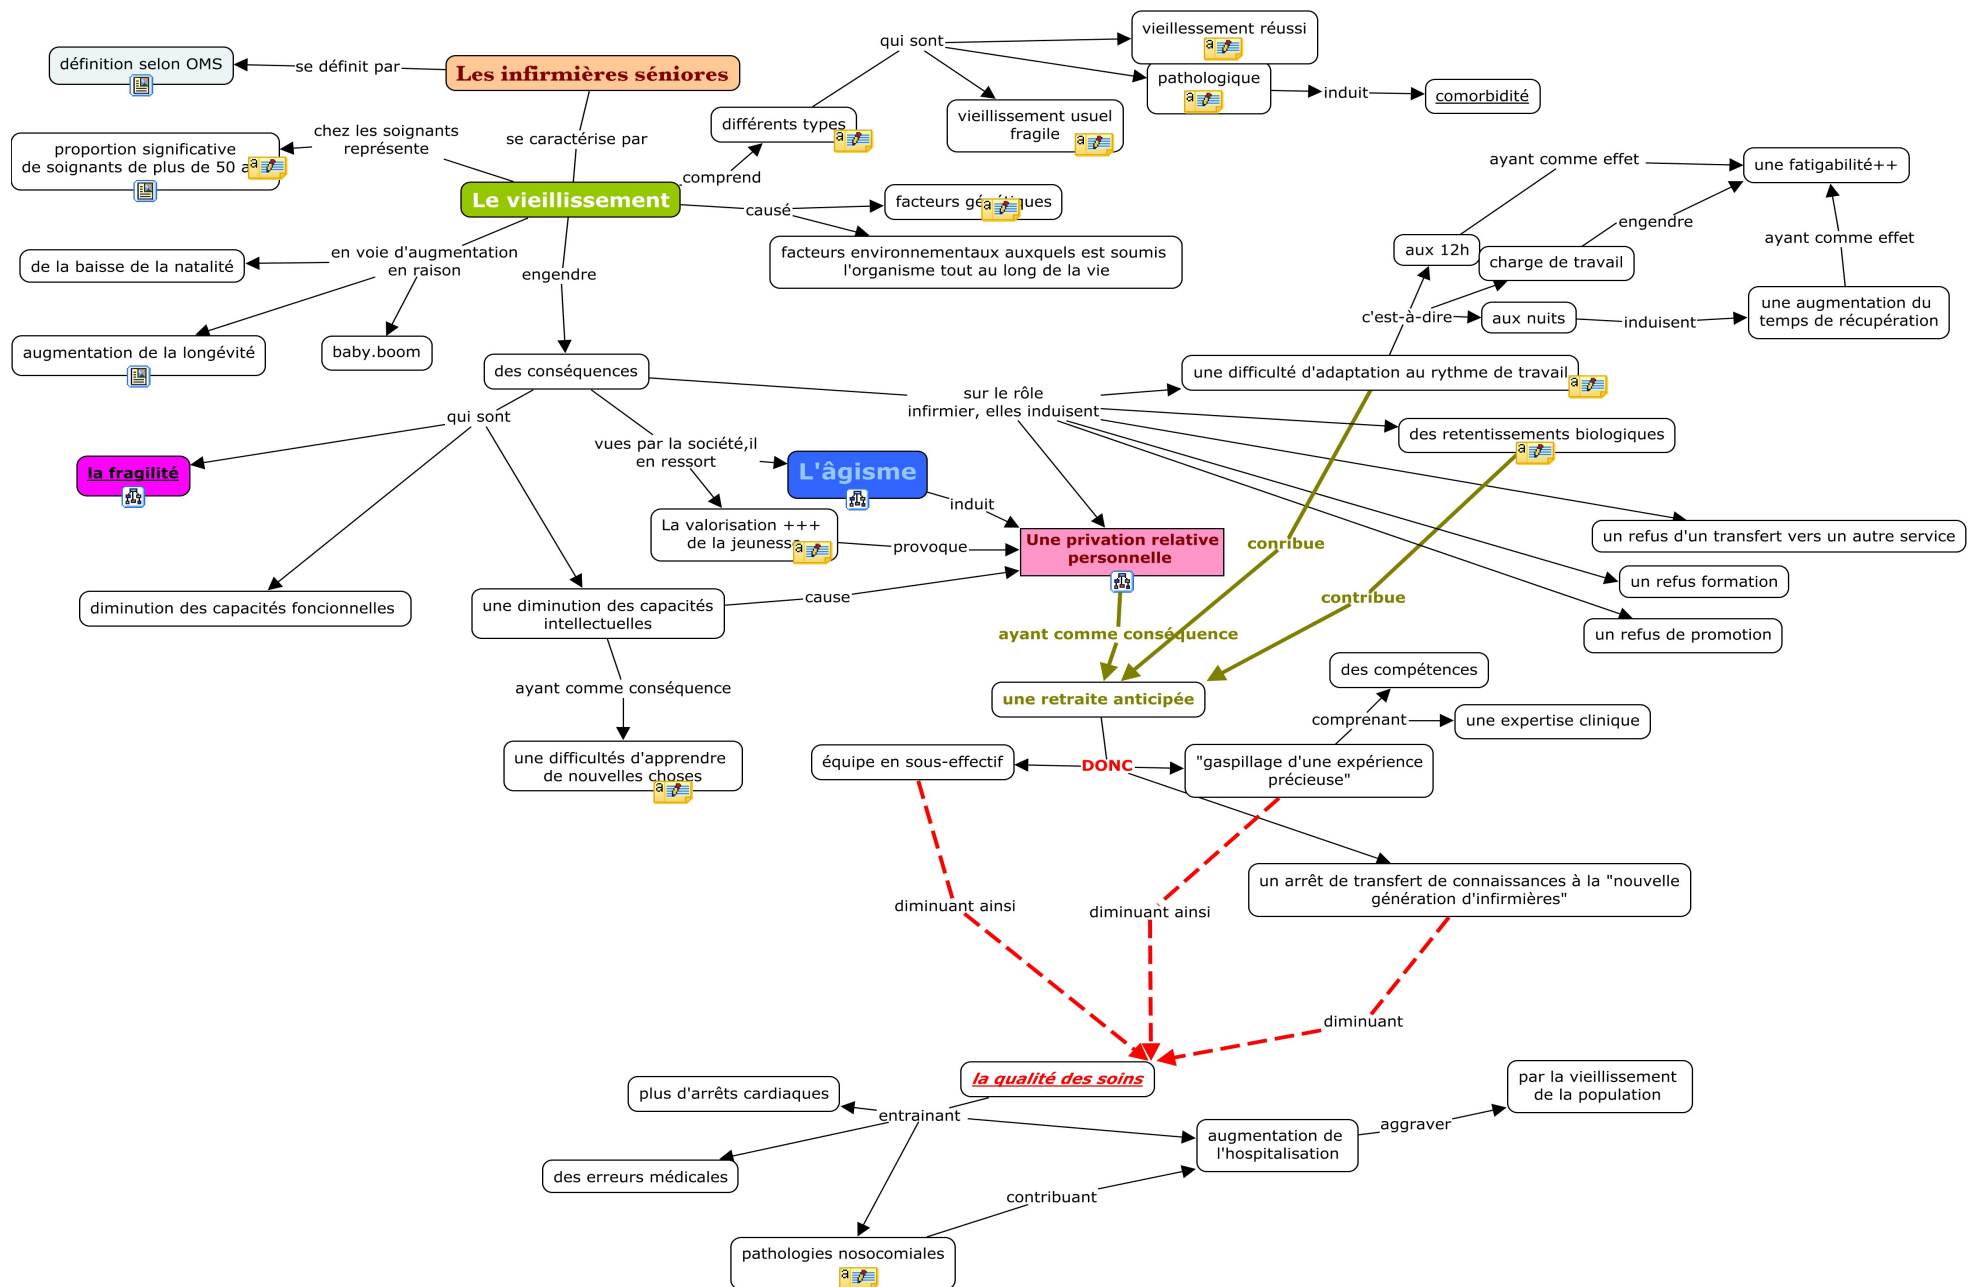 vieillessement réussi
qui sont
définition selon OMS
se définit par
Les infirmières séniores
pathologique
induit
comorbidité
différents types
vieillissement usuel
fragile
chez les soignants
représente
se caractérise par
proportion significative
de soignants de plus de 50
comprend
ayant comme effet
une fatigabilité++
Le vieillissement
causé
facteurs
engendre
aux 12h
charge de travail
ayant comme effet
facteurs environnementaux auxquels est soumis
l'organisme tout au long de la vie
en voie d'augmentation
en raison
de la baisse de la natalité
engendre
c'est-à-dire
aux nuits
induisent
une augmentation du
temps de récupération
augmentation de la longévité
baby.boom
des conséquences
une difficulté d'adaptation au rythme de travail
sur le rôle
infirmier, elles induisent
qui sont
des retentissements biologiques
vues par la société,il
en ressort
la fragilité
L'âgisme
induit
La valorisation +++
de la jeunesse
provoque
Une privation relative
personnelle
conribue
un refus d'un transfert vers un autre service
un refus formation
contribue
cause
diminution des capacités foncionnelles
une diminution des capacités
intellectuelles
ayant comme conséquence
un refus de promotion
des compétences
ayant comme conséquence
une retraite anticipée
comprenant
une expertise clinique
une difficultés d'apprendre
de nouvelles choses
équipe en sous-effectif
DONC
"gaspillage d'une expérience
précieuse"
un arrêt de transfert de connaissances à la "nouvelle
génération d'infirmières"
diminuant ainsi
diminuant ainsi
diminuant
la qualité des soins
plus d'arrêts cardiaques
entrainant
par la vieillissement
de la population
aggraver
augmentation de
l'hospitalisation
des erreurs médicales
contribuant
pathologies nosocomiales